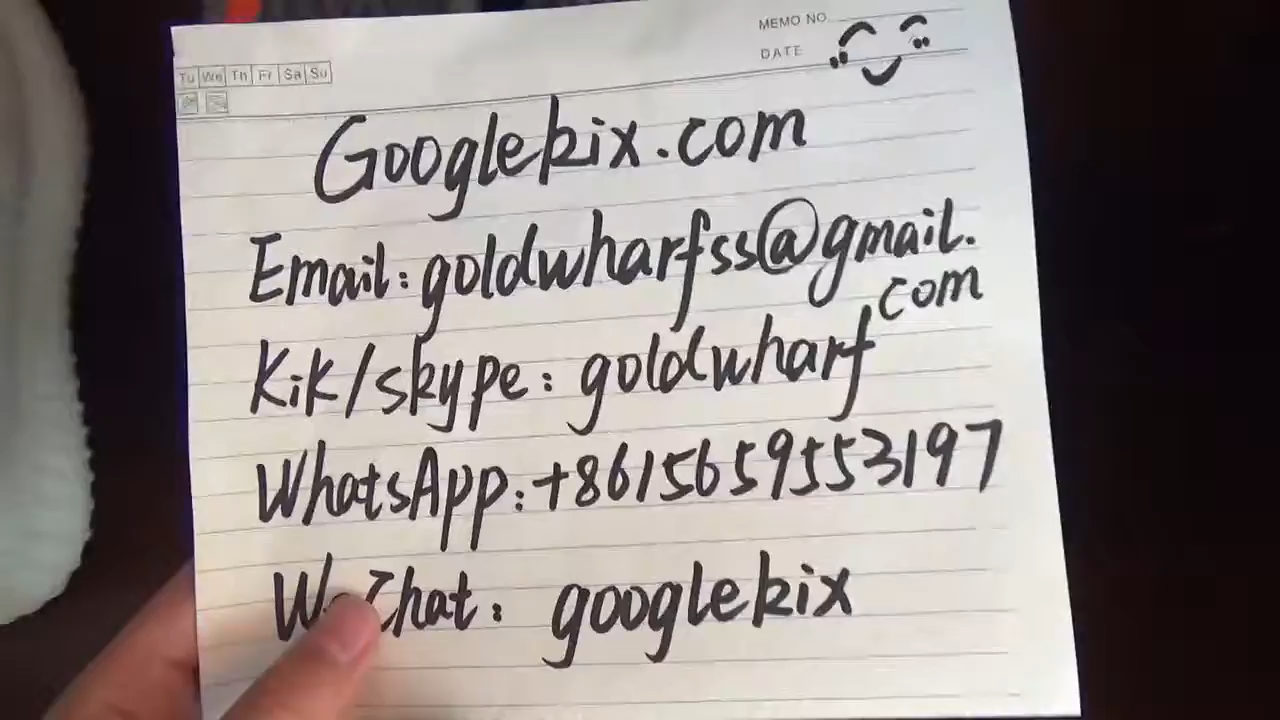 MEMO NO.
DATE
Tu We Th Fr Sa Su
Googlekix.com
Email: goldwharfss@gmail.
com
Kik/skype: goldwharf
WhatsApp: +8615659553197
WeChat: googlekix